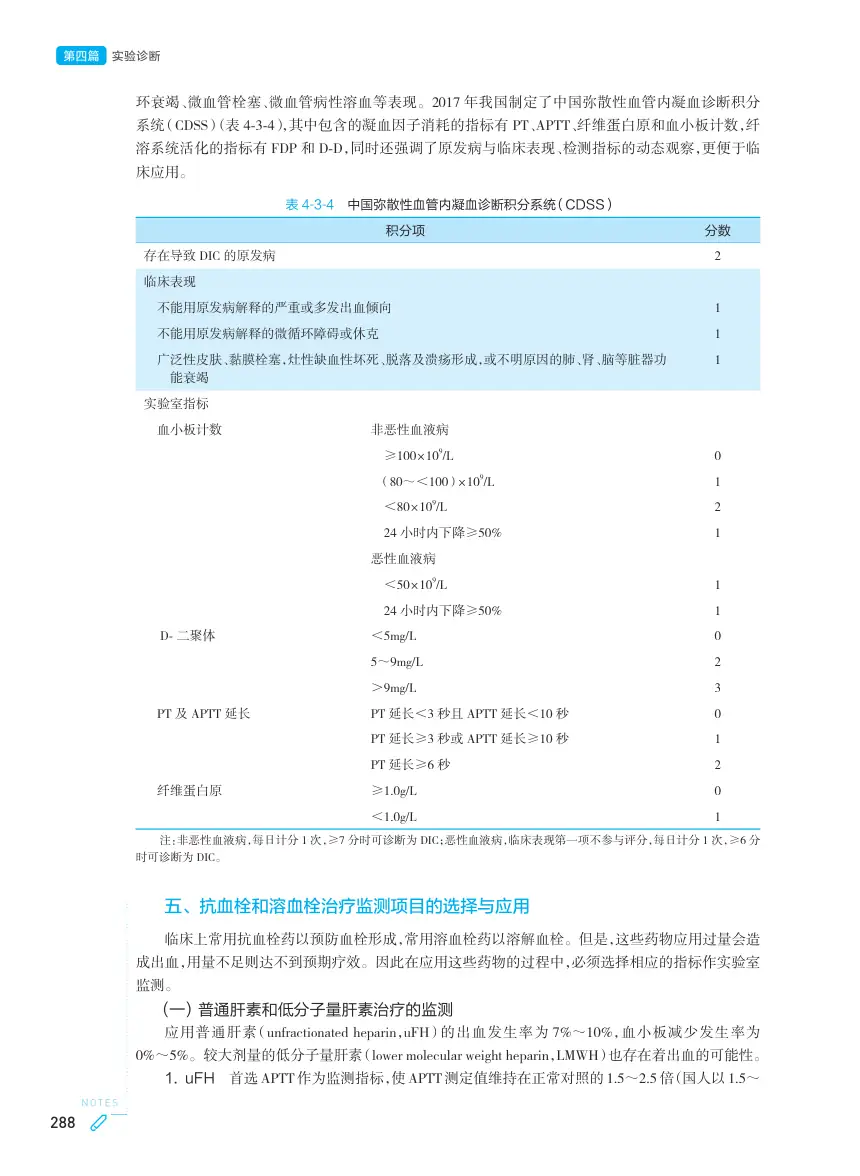 第四篇 实验诊断
环衰竭、微血管栓塞、微血管病性溶血等表现。2017 年我国制定了中国弥散性血管内凝血诊断积分
系统（CDSS）（表 4-3-4），其中包含的凝血因子消耗的指标有 PT、APTT、纤维蛋白原和血小板计数，纤
溶系统活化的指标有 FDP 和 D-D，同时还强调了原发病与临床表现、检测指标的动态观察，更便于临
床应用。
表 4-3-4 中国弥散性血管内凝血诊断积分系统（CDSS）
积分项 分数
存在导致 DIC 的原发病 2
临床表现
不能用原发病解释的严重或多发出血倾向 1
不能用原发病解释的微循环障碍或休克 1
广泛性皮肤、黏膜栓塞，灶性缺血性坏死、脱落及溃疡形成，或不明原因的肺、肾、脑等脏器功 1
能衰竭
实验室指标
血小板计数 非恶性血液病
≥100×10⁹/L 0
（80～＜100）×10⁹/L 1
＜80×10⁹/L 2
24 小时内下降≥50% 1
恶性血液病
＜50×10⁹/L 1
24 小时内下降≥50% 1
D- 二聚体 ＜5mg/L 0
5～9mg/L 2
＞9mg/L 3
PT 及 APTT 延长 PT 延长＜3 秒且 APTT 延长＜10 秒 0
PT 延长≥3 秒或 APTT 延长≥10 秒 1
PT 延长≥6 秒 2
纤维蛋白原 ≥1.0g/L 0
＜1.0g/L 1
注：非恶性血液病，每日计分 1 次，≥7 分时可诊断为 DIC；恶性血液病，临床表现第一项不参与评分，每日计分 1 次，≥6 分
时可诊断为 DIC。
五、抗血栓和溶血栓治疗监测项目的选择与应用
临床上常用抗血栓药以预防血栓形成，常用溶血栓药以溶解血栓。但是，这些药物应用过量会造
成出血，用量不足则达不到预期疗效。因此在应用这些药物的过程中，必须选择相应的指标作实验室
监测。
（一）普通肝素和低分子量肝素治疗的监测
应用普通肝素（unfractionated heparin，uFH）的出血发生率为 7%～10%，血小板减少发生率为
0%～5%。较大剂量的低分子量肝素（lower molecular weight heparin，LMWH）也存在着出血的可能性。
1. uFH 首选 APTT 作为监测指标，使 APTT 测定值维持在正常对照的 1.5～2.5 倍（国人以 1.5～
NOTES
288